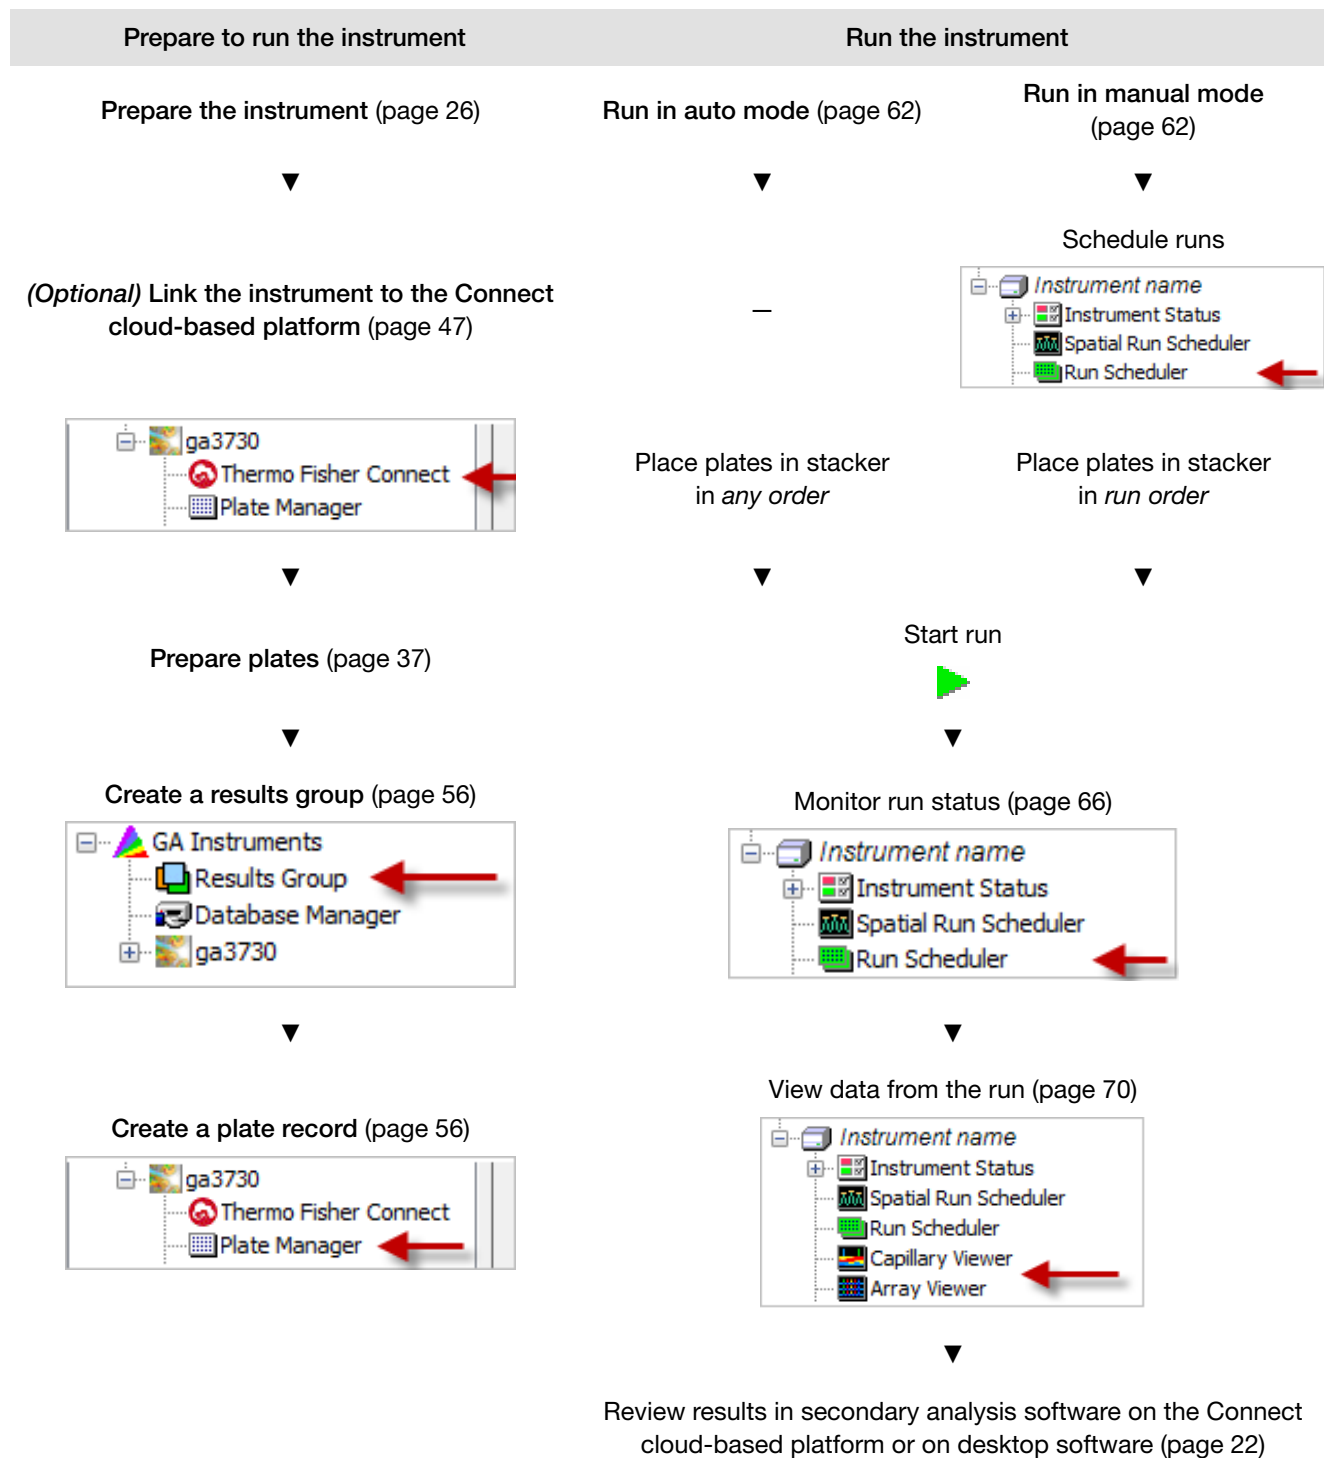 Prepare to run the instrument
Run the instrument
Prepare the instrument (page 26)
(Optional) Link the instrument to the Connect
cloud-based platform (page 47)
ga3730
Thermo Fisher Connect
Plate Manager
Prepare plates (page 37)
Create a results group (page 56)
GA Instruments
Results Group
Database Manager
ga3730
Create a plate record (page 56)
ga3730
Thermo Fisher Connect
Plate Manager
Run in auto mode (page 62)
—
Place plates in stacker
in any order
Run in manual mode
(page 62)
Schedule runs
Instrument name
Instrument Status
Spatial Run Scheduler
Run Scheduler
Place plates in stacker
in run order
Start run
Monitor run status (page 66)
Instrument name
Instrument Status
Spatial Run Scheduler
Run Scheduler
View data from the run (page 70)
Instrument name
Instrument Status
Spatial Run Scheduler
Run Scheduler
Capillary Viewer
Array Viewer
Review results in secondary analysis software on the Connect
cloud-based platform or on desktop software (page 22)